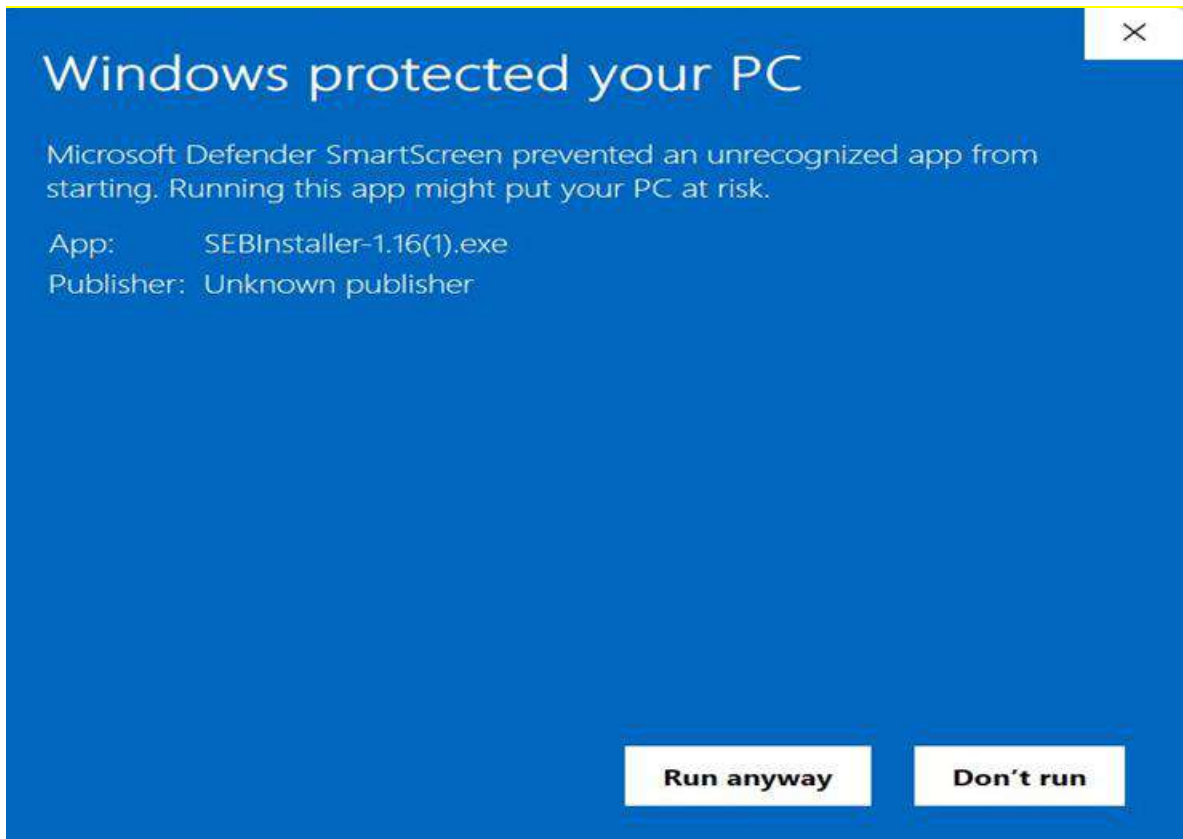 Windows protected your PC
Microsoft Defender SmartScreen prevented an unrecognized app from
starting. Running this app might put your PC at risk.
App: SEBInstaller-1.16(1).exe
Publisher: Unknown publisher
Run anyway Don't run